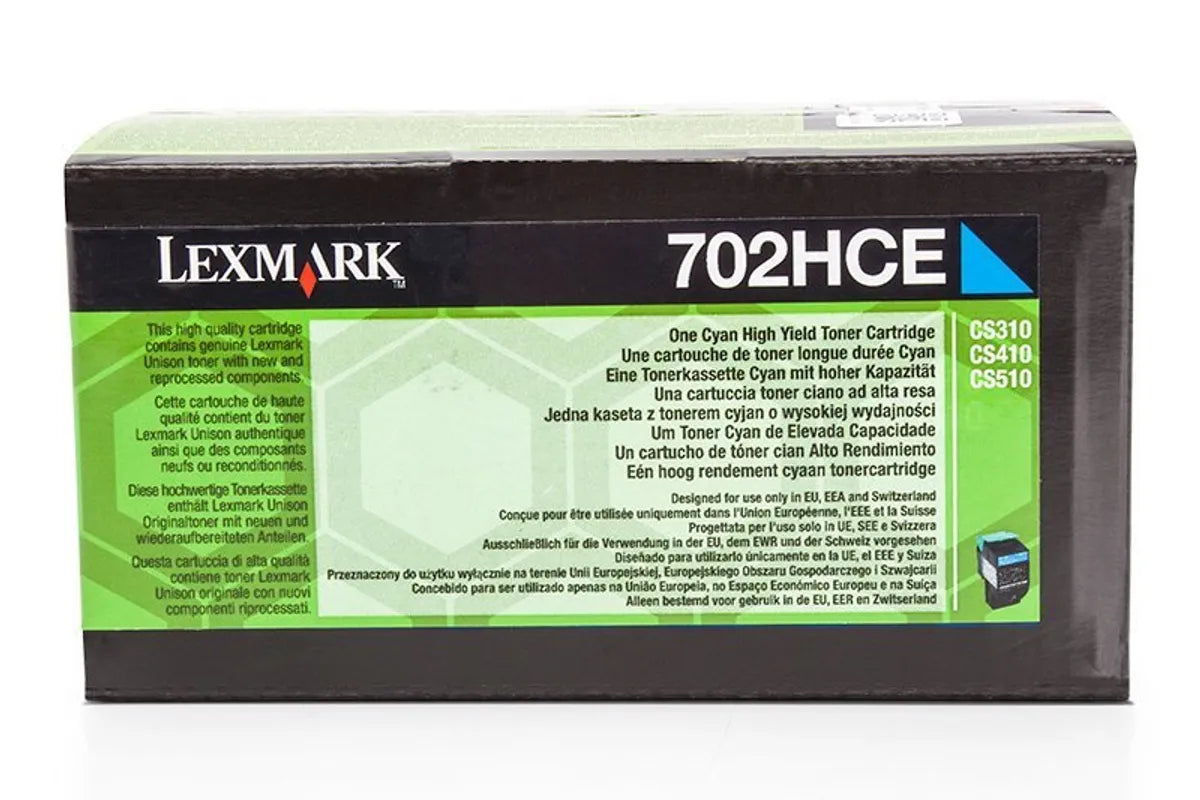 LEXMARK™
702HCE
This high quality cartridge
contains genuine Lexmark
Unison toner with new and
reprocessed components.
Cette cartouche de haute
qualité contient du toner
Lexmark Unison authentique
ainsi que des composants
neufs ou reconditionnés.
Diese hochwertige Tonerkassette
enthält Lexmark Unison
Originaltoner mit neuen und
wiederaufbereiteten Anteilen.
Questa cartuccia di alta qualità
contiene toner Lexmark
Unison originale con nuovi
componenti riprocessati.
One Cyan High Yield Toner Cartridge
Une cartouche de toner longue durée Cyan
Eine Tonerkassette Cyan mit hoher Kapazität
Una cartuccia toner ciano ad alta resa
Jedna kaseta z tonerem cyjan o wysokiej wydajności
Um Toner Cyan de Elevada Capacidade
Un cartucho de tóner cian Alto Rendimiento
Eén hoog rendement cyaan tonercartridge
Designed for use only in EU, EEA and Switzerland
Conçue pour être utilisée uniquement dans l'Union Européenne, l'EEE et la Suisse
Progettata per l'uso solo in UE, SEE e Svizzera
Ausschließlich für die Verwendung in der EU, dem EWR und der Schweiz vorgesehen
Diseñado para utilizarlo únicamente en la UE, el EEE y Suiza
Przeznaczony do użytku wyłącznie na terenie Unii Europejskiej, Europejskiego Obszaru Gospodarczego i Szwajcarii
Concebido para ser utilizado apenas na União Europeia, no Espaço Económico Europeu e na Suíça
Alleen bestemd voor gebruik in de EU, EER en Zwitserland
CS310
CS410
CS510